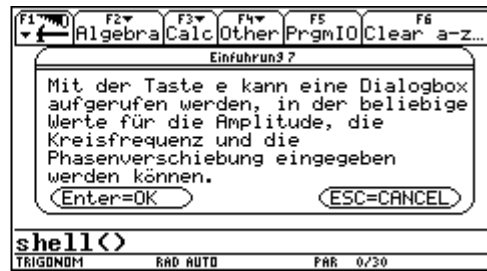 F1 F2 F3 F4 F5 F6
Algebra Calc Other PrgmIO Clear a-z…
Einführung 7
Mit der Taste e kann eine Dialogbox
aufgerufen werden, in der beliebige
Werte für die Amplitude, die
Kreisfrequenz und die
Phasenverschiebung eingegeben
werden können.
Enter=OK ESC=CANCEL
shell()
TRIGONOM RAD AUTO PAR 0/30